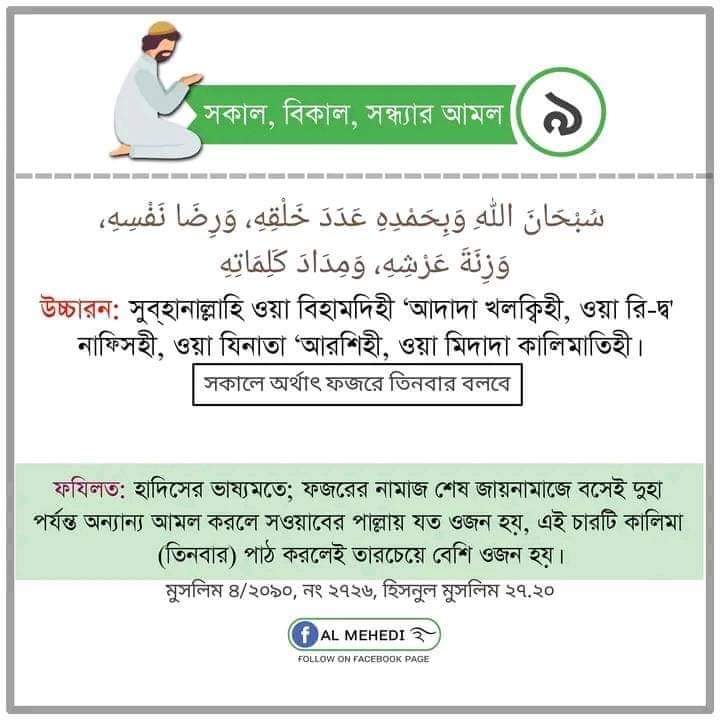 সকাল, বিকাল, সন্ধ্যার আমল
৯
سُبْحَانَ اللّٰهِ وَبِحَمْدِهِ عَدَدَ خَلْقِهِ، وَرِضَا نَفْسِهِ،
وَزِنَةَ عَرْشِهِ، وَمِدَادَ كَلِمَاتِهِ
উচ্চারন: সুব্‌হানাল্লাহি ওয়া বিহামদিহী ‘আদাদা খলক্বিহী, ওয়া রি-দ্ব'
নাফিসহী, ওয়া যিনাতা ‘আরশিহী, ওয়া মিদাদা কালিমাতিহী।
সকালে অর্থাৎ ফজরে তিনবার বলবে
ফযিলত: হাদিসের ভাষ্যমতে; ফজরের নামাজ শেষ জায়নামাজে বসেই দুহা
পর্যন্ত অন্যান্য আমল করলে সওয়াবের পাল্লায় যত ওজন হয়, এই চারটি কালিমা
(তিনবার) পাঠ করলেই তারচেয়ে বেশি ওজন হয়।
মুসলিম ৪/২০৯০, নং ২৭২৬, হিসনুল মুসলিম ২৭.২০
f AL MEHEDI
FOLLOW ON FACEBOOK PAGE